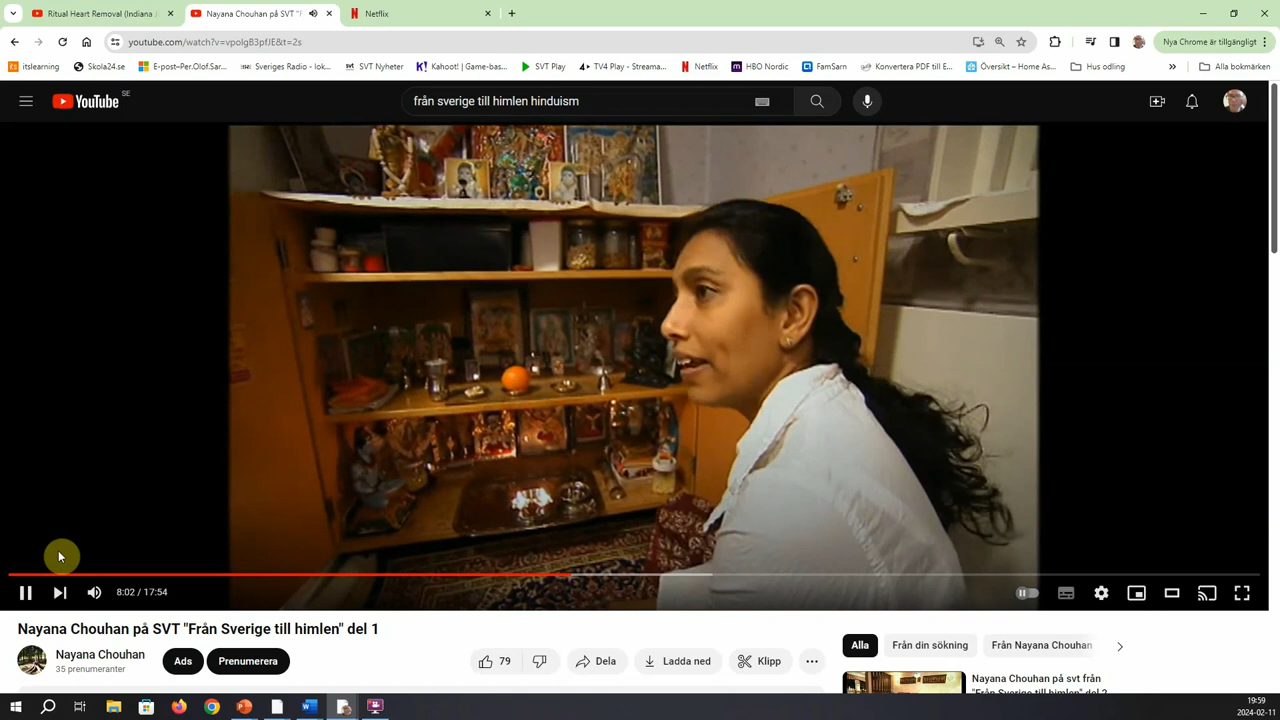 Ritual Heart Removal (Indiana J
Nayana Chouhan på SVT "F
Netflix
youtube.com/watch?v=vpolgB3pfJE&t=2s
Nya Chrome är tillgängligt
itslearning
Skola24.se
E-post–Per.Olof.Sar...
Sveriges Radio - lok...
SVT Nyheter
Kahoot! | Game-bas...
SVT Play
TV4 Play - Streama...
Netflix
HBO Nordic
FamSam
Konvertera PDF till E...
Översikt – Home As...
Hus odling
Alla bokmärken
YouTube SE
från sverige till himlen hinduism
8:02 / 17:54
Nayana Chouhan på SVT "Från Sverige till himlen" del 1
Nayana Chouhan
35 prenumeranter
Ads
Prenumerera
79
Dela
Ladda ned
Klipp
Alla
Från din sökning
Från Nayana Chouhan
Nayana Chouhan på svt från
"Från Sverige till himlen" del 2
19:59
2024-02-11